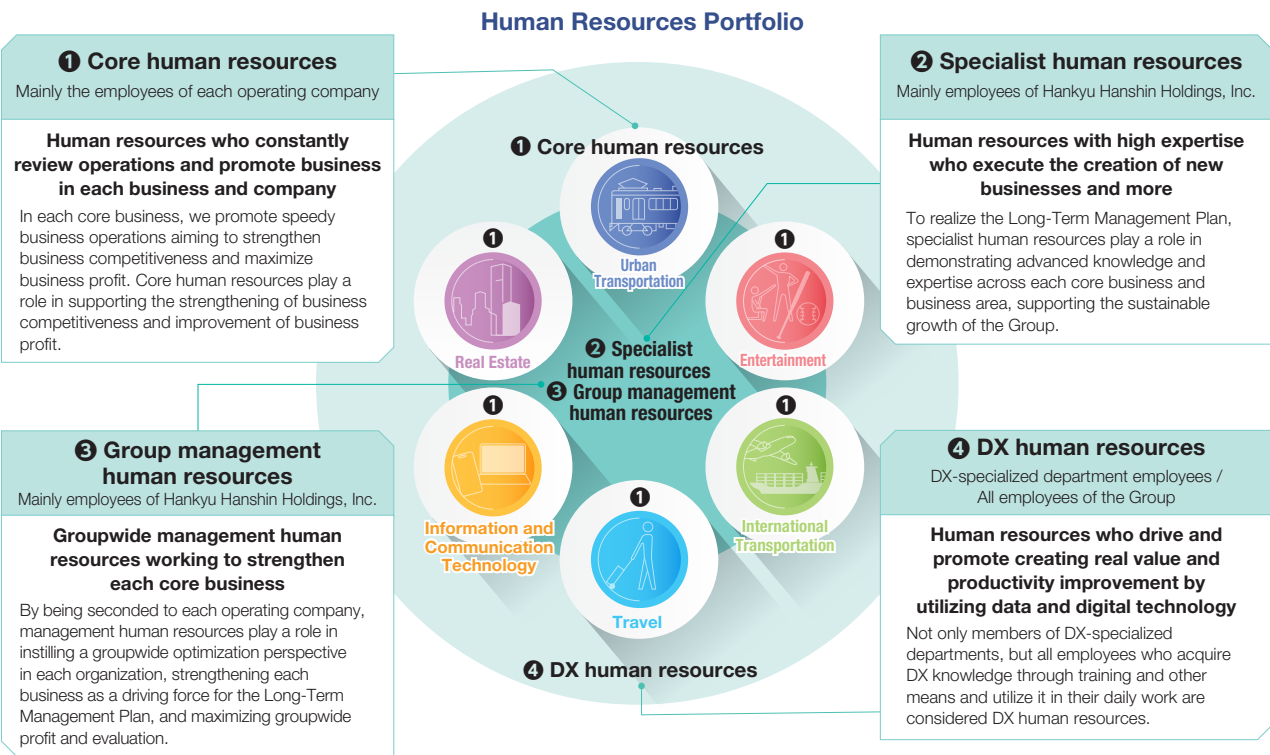 Human Resources Portfolio
❶ Core human resources
Mainly the employees of each operating company
Human resources who constantly
review operations and promote business
in each business and company
In each core business, we promote speedy
business operations aiming to strengthen
business competitiveness and maximize
business profit. Core human resources play a
role in supporting the strengthening of business
competitiveness and improvement of business
profit.
❷ Specialist human resources
Mainly employees of Hankyu Hanshin Holdings, Inc.
Human resources with high expertise
who execute the creation of new
businesses and more
To realize the Long-Term Management Plan,
specialist human resources play a role in
demonstrating advanced knowledge and
expertise across each core business and
business area, supporting the sustainable
growth of the Group.
❶ Core human resources
Urban
Transportation
❶
Real Estate
❶
Entertainment
❷ Specialist
human resources
❸ Group management
human resources
❶
Information and
Communication
Technology
❶
International
Transportation
❶
Travel
❹ DX human resources
❸ Group management
human resources
Mainly employees of Hankyu Hanshin Holdings, Inc.
Groupwide management human
resources working to strengthen
each core business
By being seconded to each operating company,
management human resources play a role in
instilling a groupwide optimization perspective
in each organization, strengthening each
business as a driving force for the Long-Term
Management Plan, and maximizing groupwide
profit and evaluation.
❹ DX human resources
DX-specialized department employees /
All employees of the Group
Human resources who drive and
promote creating real value and
productivity improvement by
utilizing data and digital technology
Not only members of DX-specialized
departments, but all employees who acquire
DX knowledge through training and other
means and utilize it in their daily work are
considered DX human resources.